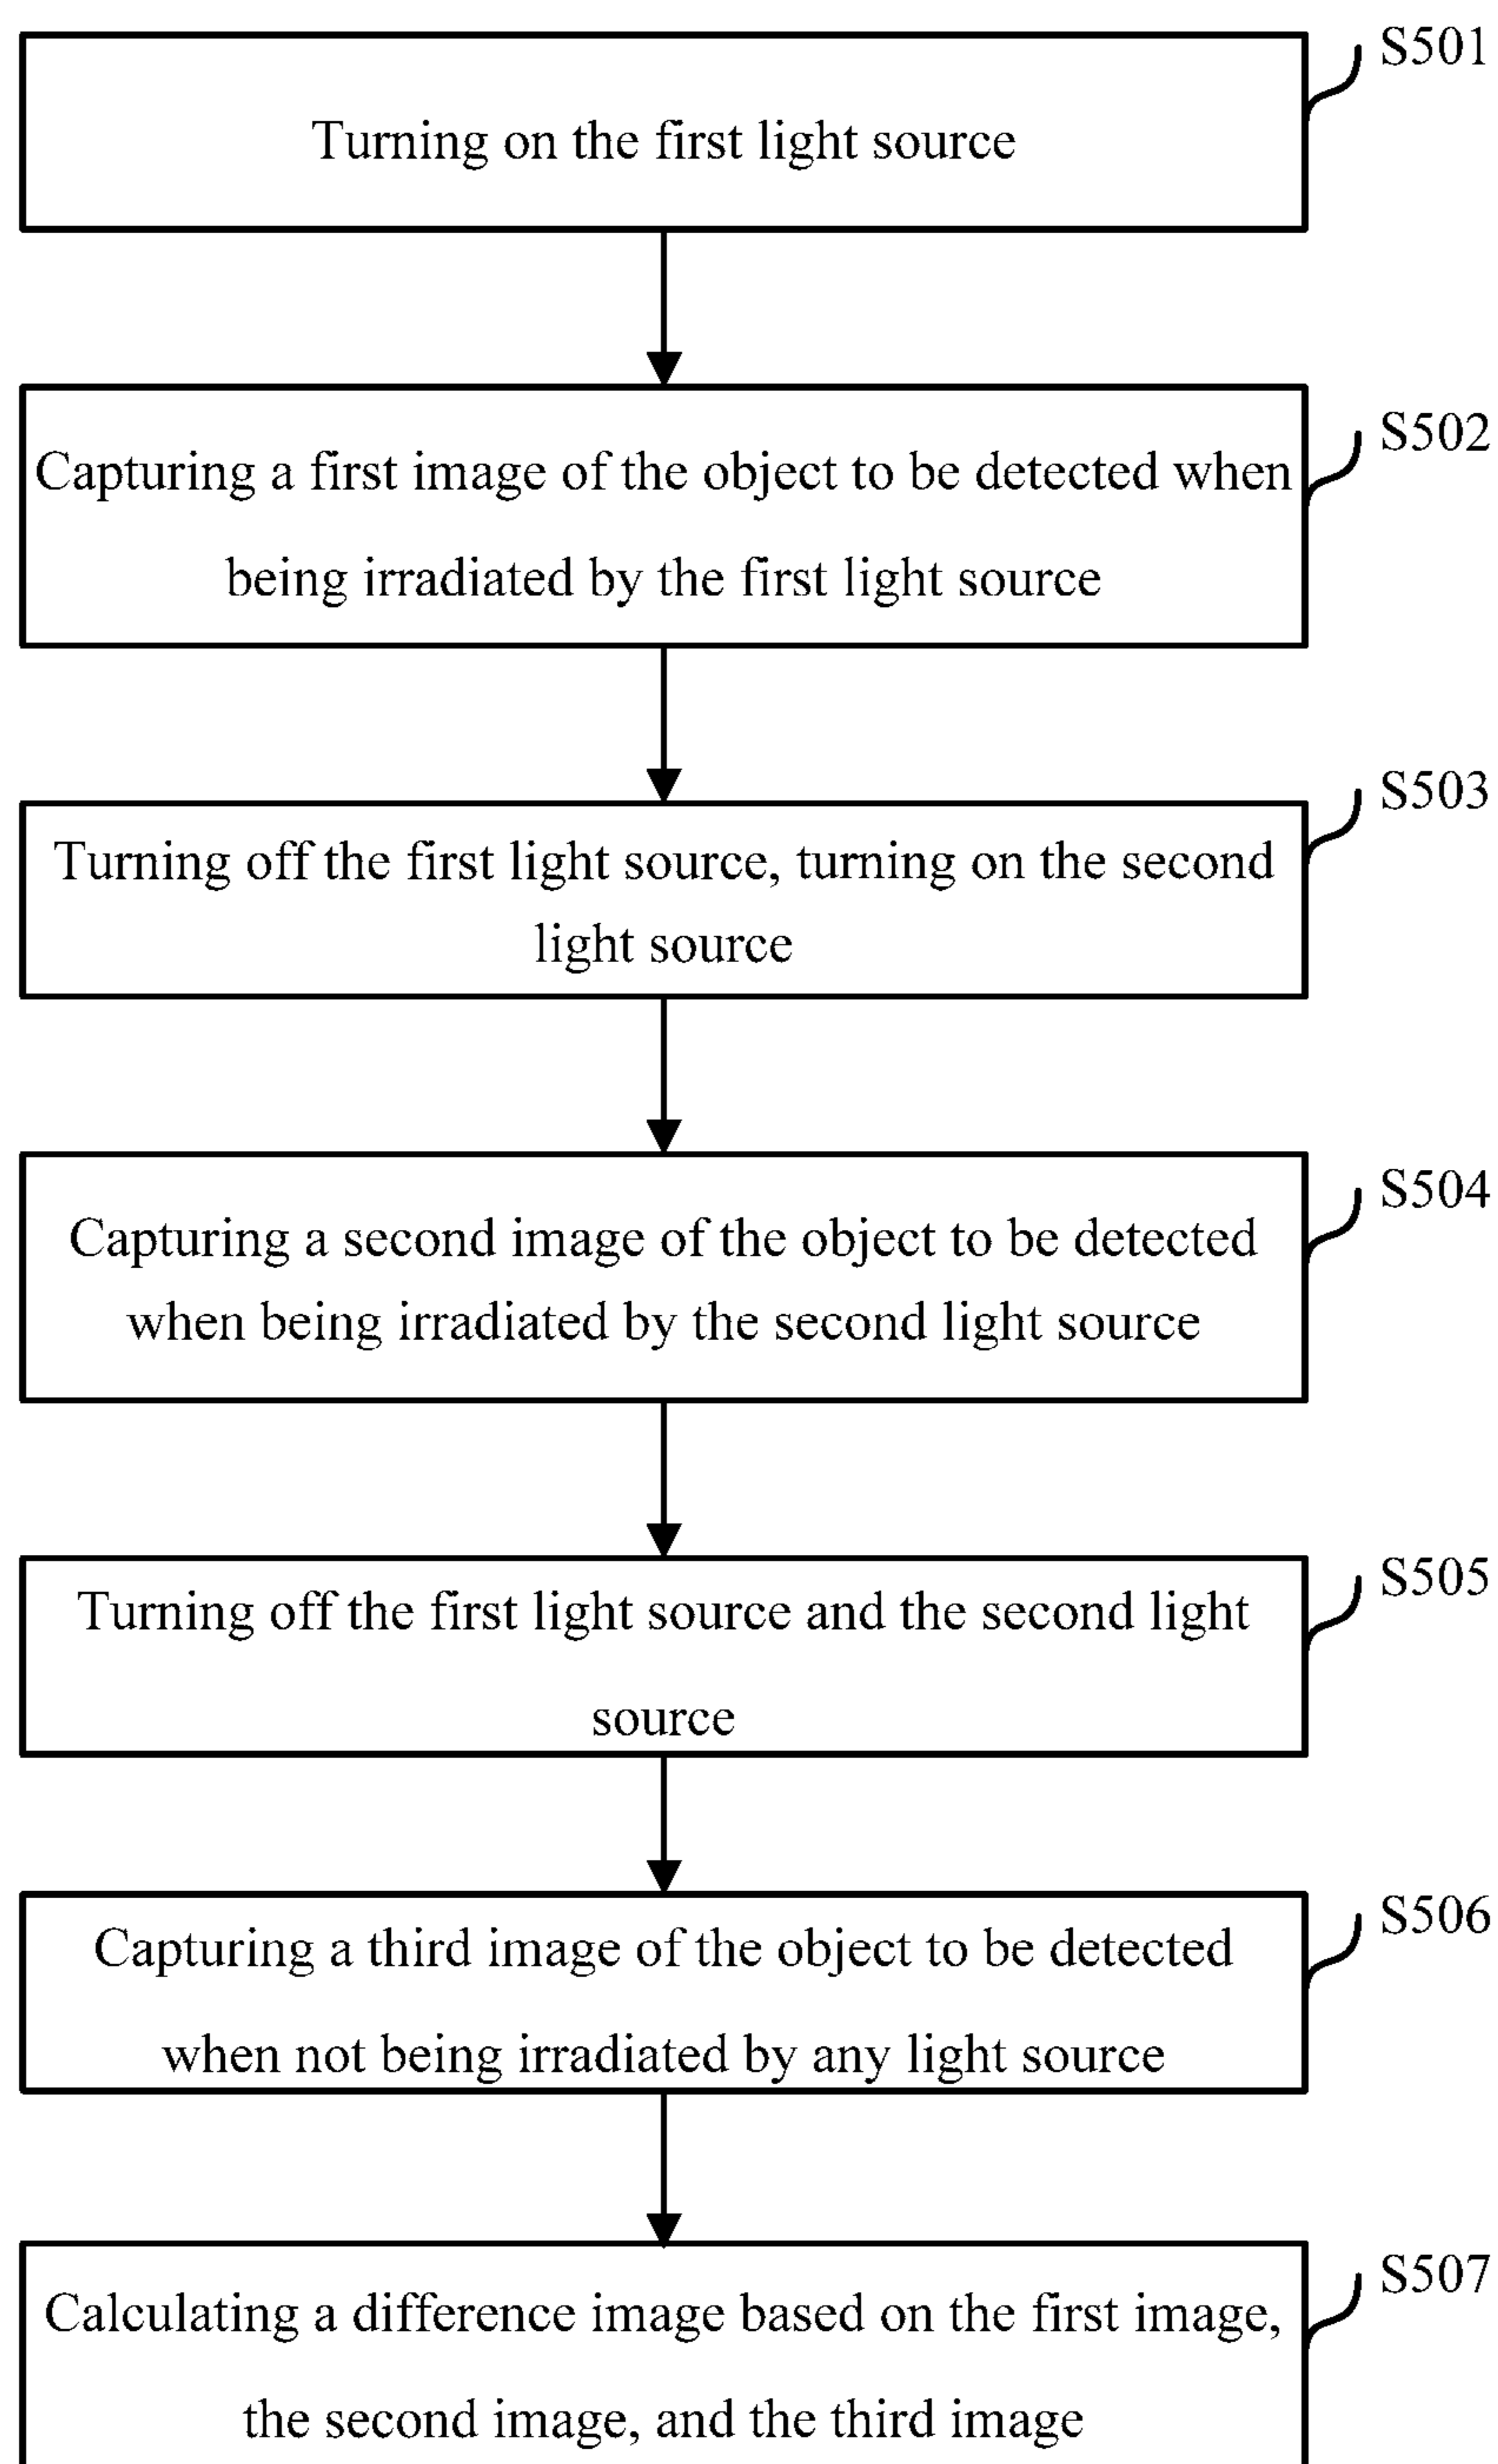 S501
Turning on the first light source
S502
Capturing a first image of the object to be detected when
being irradiated by the first light source
S503
Turning off the first light source, turning on the second
light source
S504
Capturing a second image of the object to be detected
when being irradiated by the second light source
S505
Turning off the first light source and the second light
source
S506
Capturing a third image of the object to be detected
when not being irradiated by any light source
S507
Calculating a difference image based on the first image,
the second image, and the third image